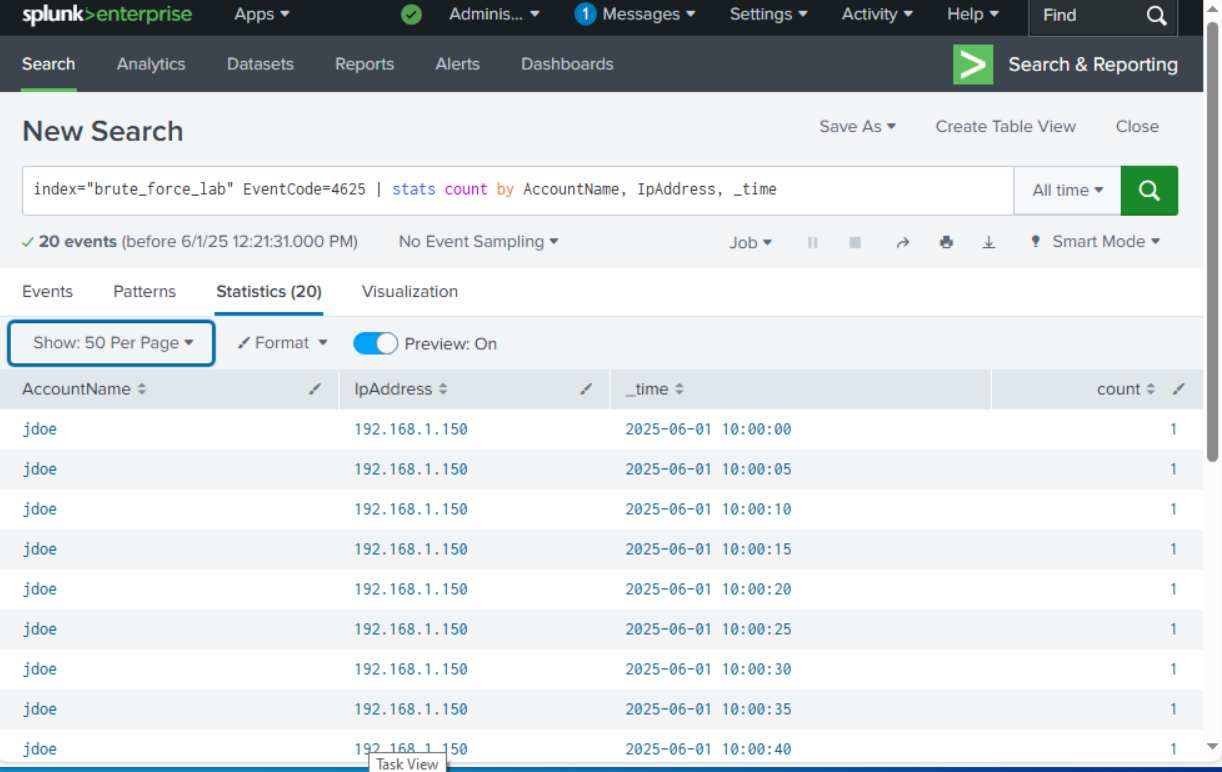 splunk>enterprise Apps Adminis... 1 Messages Settings Activity Help Find
Search Analytics Datasets Reports Alerts Dashboards > Search & Reporting
New Search Save As Create Table View Close
index="brute_force_lab" EventCode=4625 | stats count by AccountName, IpAddress, _time All time
20 events (before 6/1/25 12:21:31.000 PM) No Event Sampling Job Smart Mode
Events Patterns Statistics (20) Visualization
Show: 50 Per Page Format Preview: On
AccountName IpAddress _time count
jdoe 192.168.1.150 2025-06-01 10:00:00 1
jdoe 192.168.1.150 2025-06-01 10:00:05 1
jdoe 192.168.1.150 2025-06-01 10:00:10 1
jdoe 192.168.1.150 2025-06-01 10:00:15 1
jdoe 192.168.1.150 2025-06-01 10:00:20 1
jdoe 192.168.1.150 2025-06-01 10:00:25 1
jdoe 192.168.1.150 2025-06-01 10:00:30 1
jdoe 192.168.1.150 2025-06-01 10:00:35 1
jdoe 192.168.1.150 2025-06-01 10:00:40 1
Task View